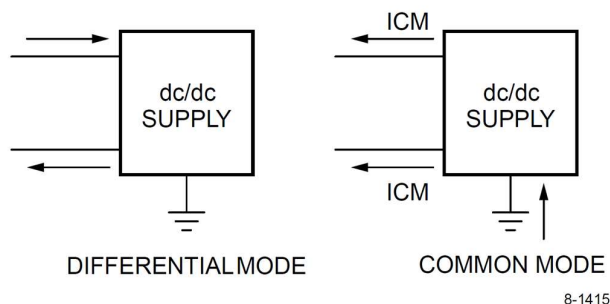 dc/dc
SUPPLY
DIFFERENTIAL MODE
ICM
dc/dc
SUPPLY
ICM
COMMON MODE
8-1415